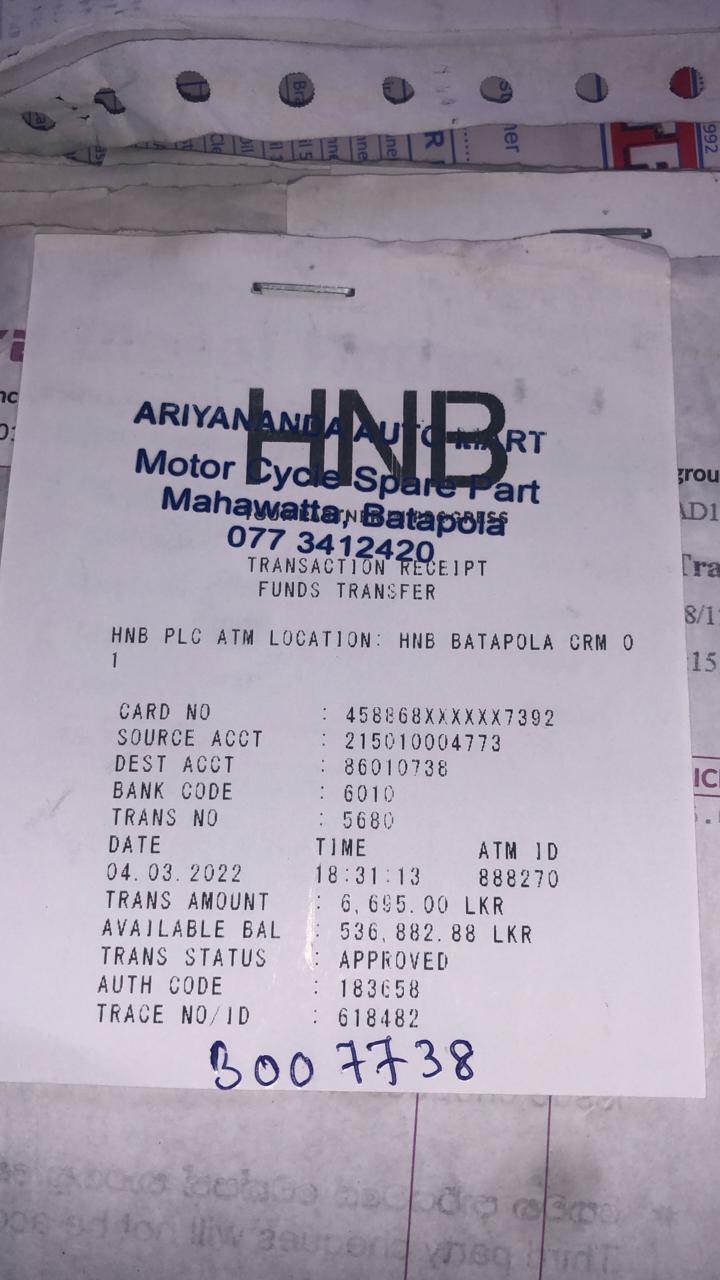 HNB
ARIYANANDA AUTO MART
Motor Cycle Spare Part
Mahawatta, Batapola
077 3412420
TRANSACTION RECEIPT
FUNDS TRANSFER
HNB PLC ATM LOCATION: HNB BATAPOLA CRM 0
1
CARD NO : 458868XXXXXX7392
SOURCE ACCT : 215010004773
DEST ACCT : 86010738
BANK CODE : 6010
TRANS NO : 5680
DATE TIME ATM ID
04.03.2022 18:31:13 888270
TRANS AMOUNT : 6,695.00 LKR
AVAILABLE BAL : 536,882.88 LKR
TRANS STATUS : APPROVED
AUTH CODE : 183658
TRACE NO/ID : 618482
3007738